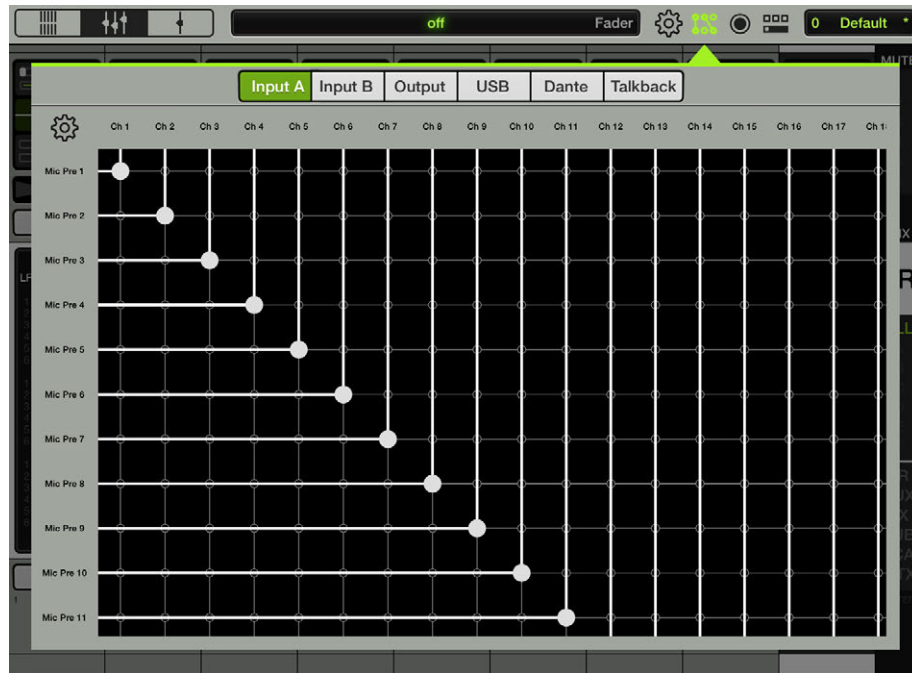 off Fader 0 Default *
MUTE
Input A Input B Output USB Dante Talkback
Ch 1 Ch 2 Ch 3 Ch 4 Ch 5 Ch 6 Ch 7 Ch 8 Ch 9 Ch 10 Ch 11 Ch 12 Ch 13 Ch 14 Ch 15 Ch 16 Ch 17
Mic Pre 1
Mic Pre 2
Mic Pre 3
Mic Pre 4
Mic Pre 5
Mic Pre 6
Mic Pre 7
Mic Pre 8
Mic Pre 9
Mic Pre 10
Mic Pre 11